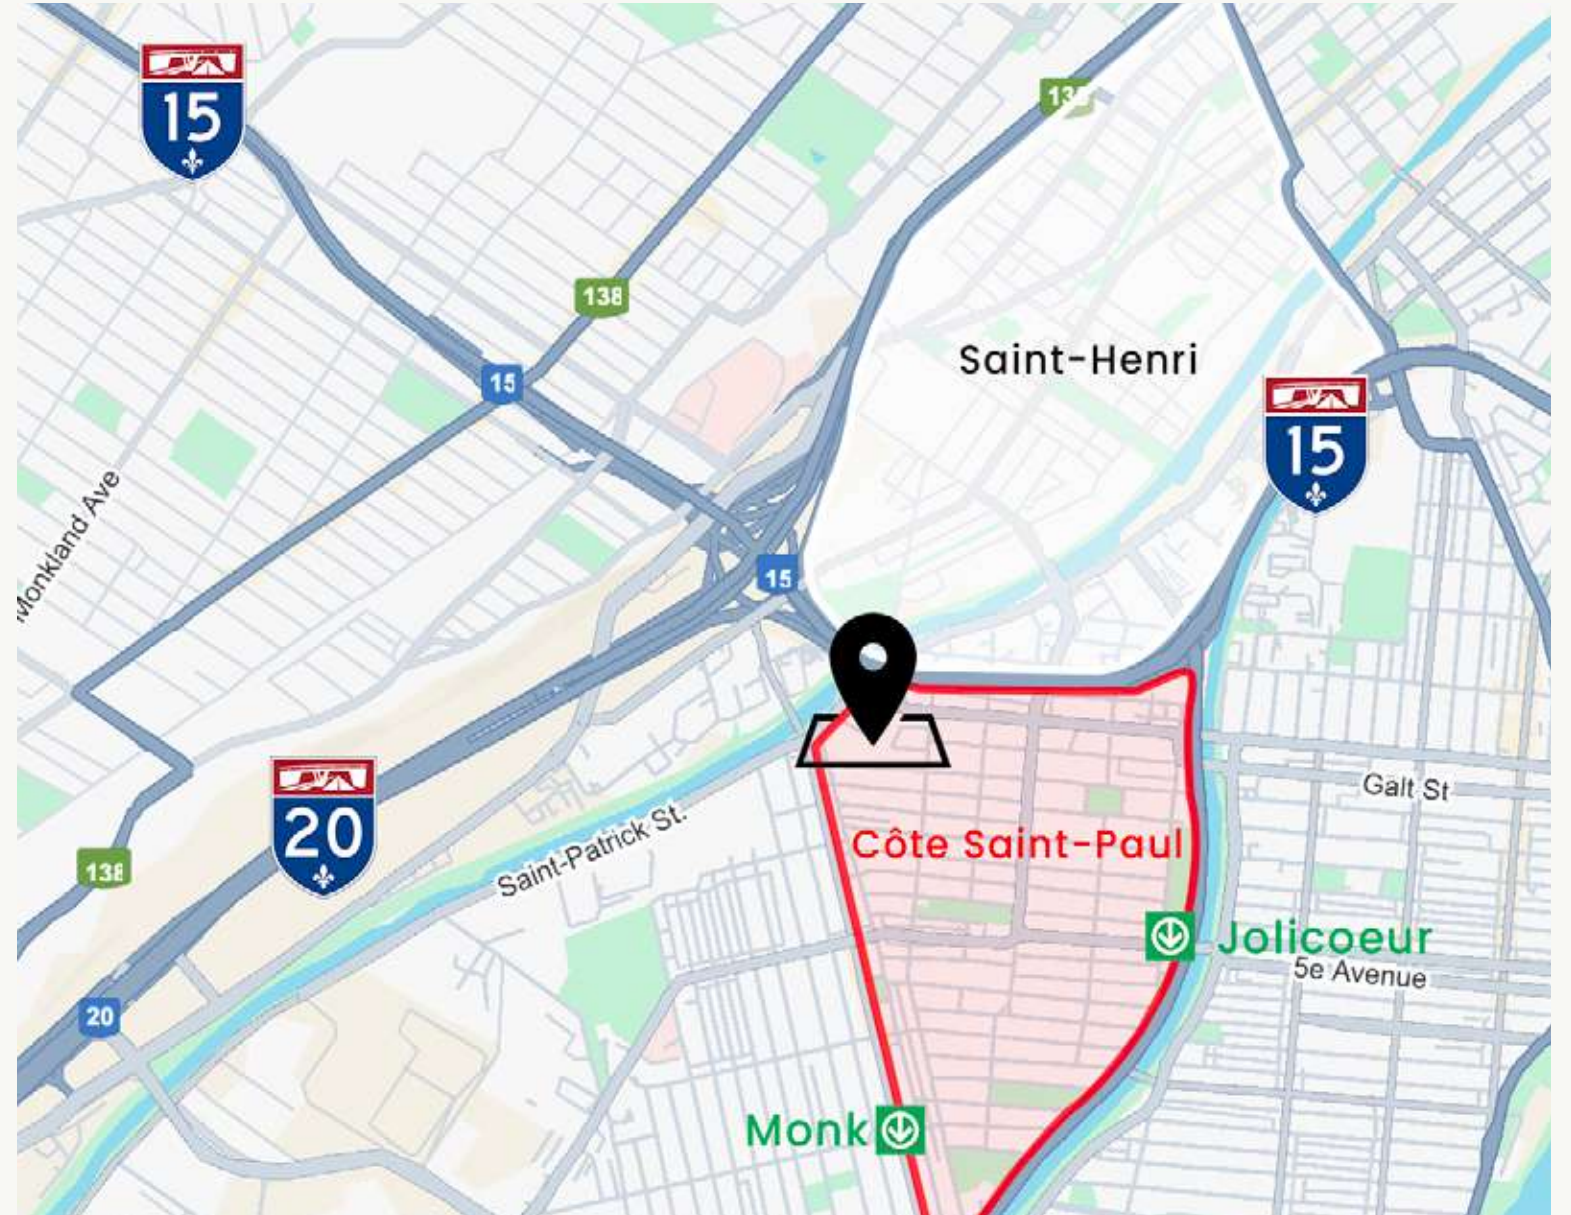 15
138
Saint-Henri
15
15
Monkland Ave
15
Galt St
20
Saint-Patrick St.
Côte Saint-Paul
138
Jolicoeur
5e Avenue
20
Monk